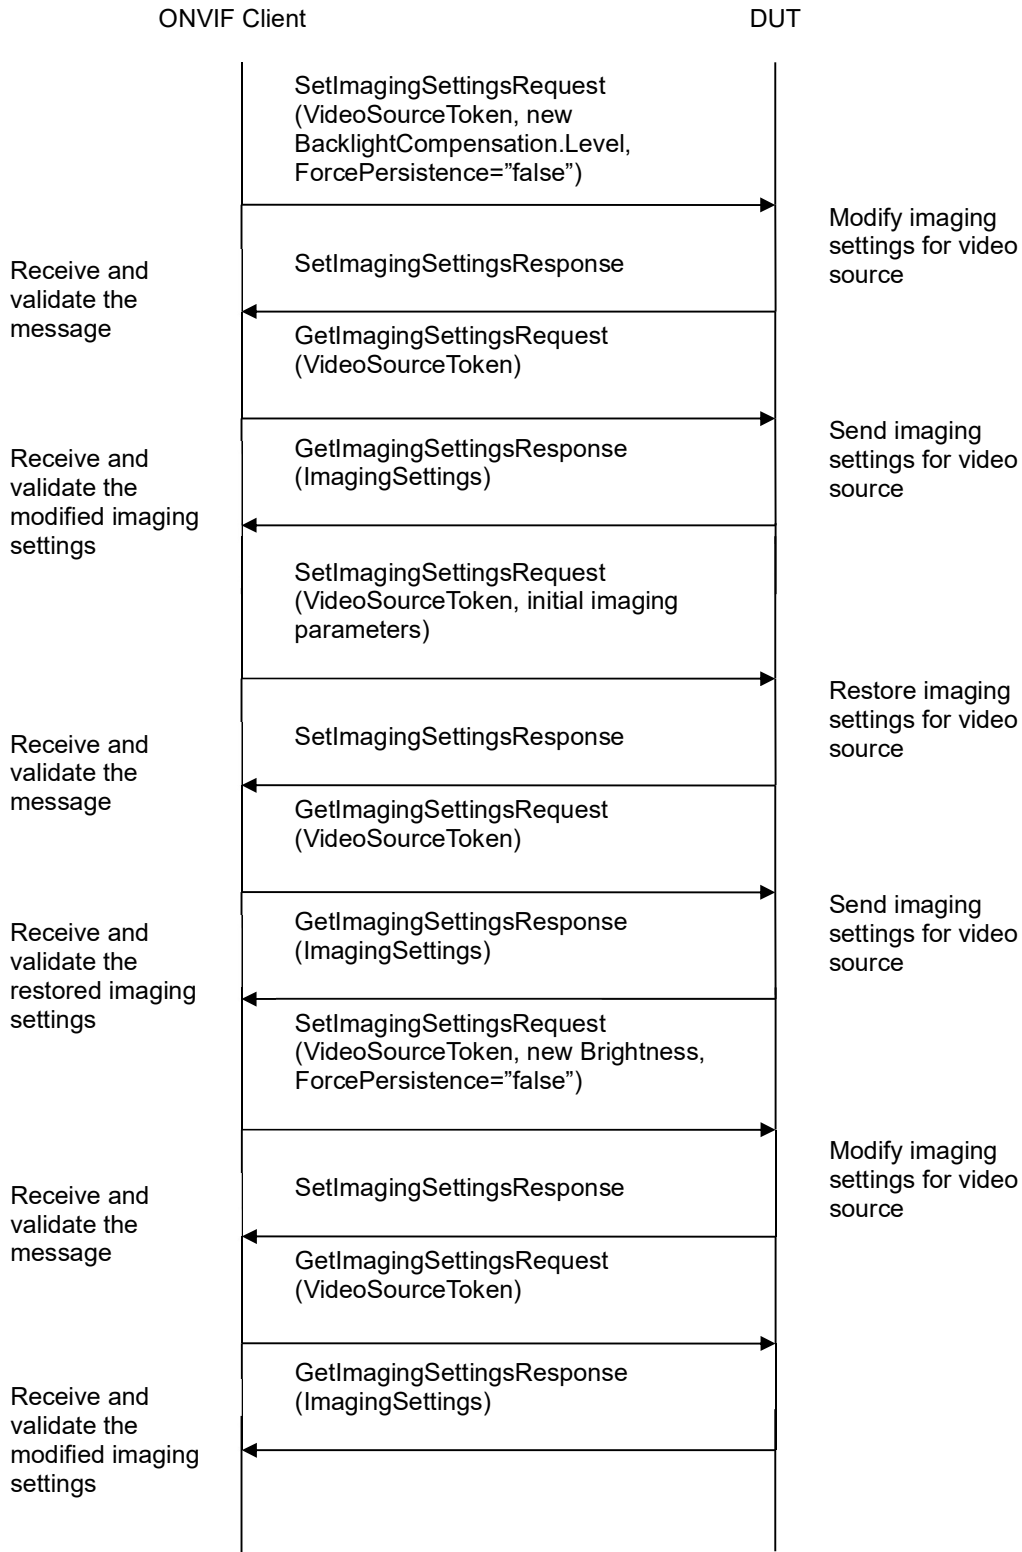 ONVIF Client
DUT
SetImagingSettingsRequest
(VideoSourceToken, new
BacklightCompensation.Level,
ForcePersistence=”false”)
Modify imaging
settings for video
source
SetImagingSettingsResponse
Receive and
validate the
message
GetImagingSettingsRequest
(VideoSourceToken)
Send imaging
settings for video
source
GetImagingSettingsResponse
(ImagingSettings)
Receive and
validate the
modified imaging
settings
SetImagingSettingsRequest
(VideoSourceToken, initial imaging
parameters)
Restore imaging
settings for video
source
SetImagingSettingsResponse
Receive and
validate the
message
GetImagingSettingsRequest
(VideoSourceToken)
Send imaging
settings for video
source
GetImagingSettingsResponse
(ImagingSettings)
Receive and
validate the
restored imaging
settings
SetImagingSettingsRequest
(VideoSourceToken, new Brightness,
ForcePersistence=”false”)
Modify imaging
settings for video
source
SetImagingSettingsResponse
Receive and
validate the
message
GetImagingSettingsRequest
(VideoSourceToken)
GetImagingSettingsResponse
(ImagingSettings)
Receive and
validate the
modified imaging
settings